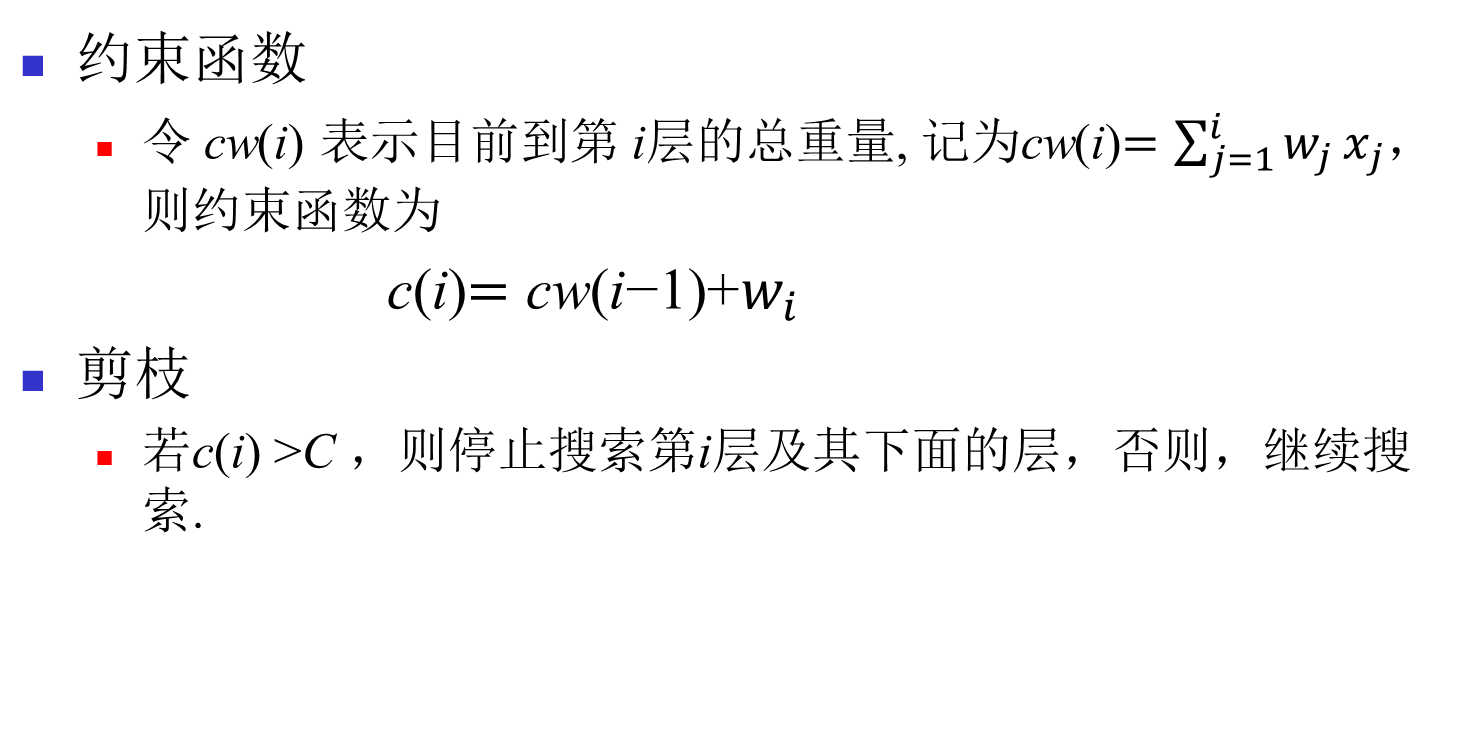 约束函数
令 cw(i) 表示目前到第 i层的总重量, 记为cw(i)= ∑_{j=1}^{i} w_j x_j，
则约束函数为
c(i)= cw(i−1)+w_i
剪枝
若c(i) >C ，则停止搜索第i层及其下面的层，否则，继续搜
索.